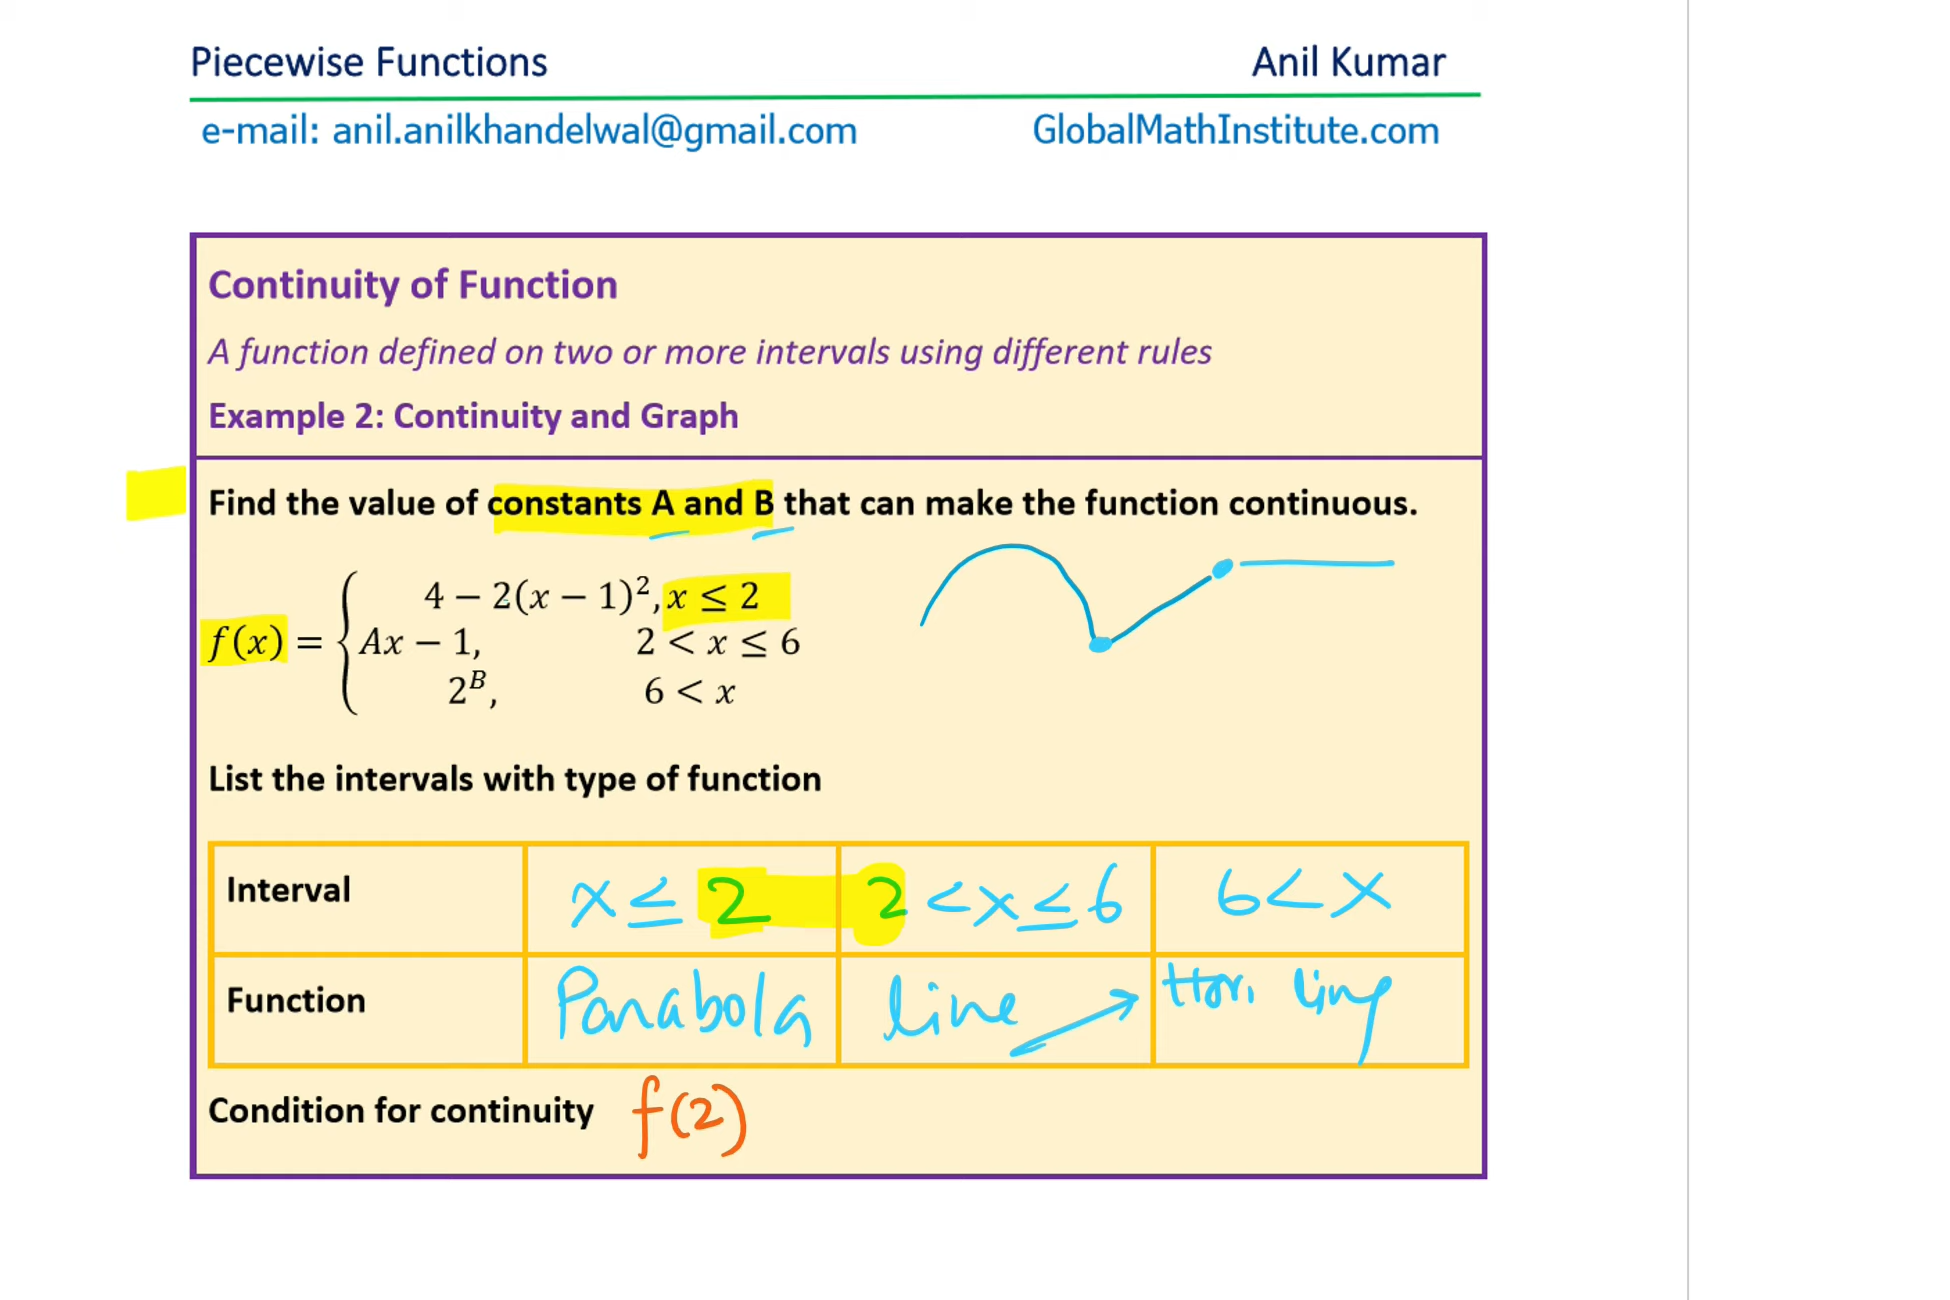 Piecewise Functions Anil Kumar
e-mail: anil.anilkhandelwal@gmail.com GlobalMathInstitute.com
Continuity of Function
A function defined on two or more intervals using different rules
Example 2: Continuity and Graph
Find the value of constants A and B that can make the function continuous.
f(x) = { 4 − 2(x − 1)², x ≤ 2
Ax − 1, 2 < x ≤ 6
2^B, 6 < x
List the intervals with type of function
Interval x ≤ 2 2 < x ≤ 6 6 < x
Function Parabola line Hor. line
Condition for continuity f(2)